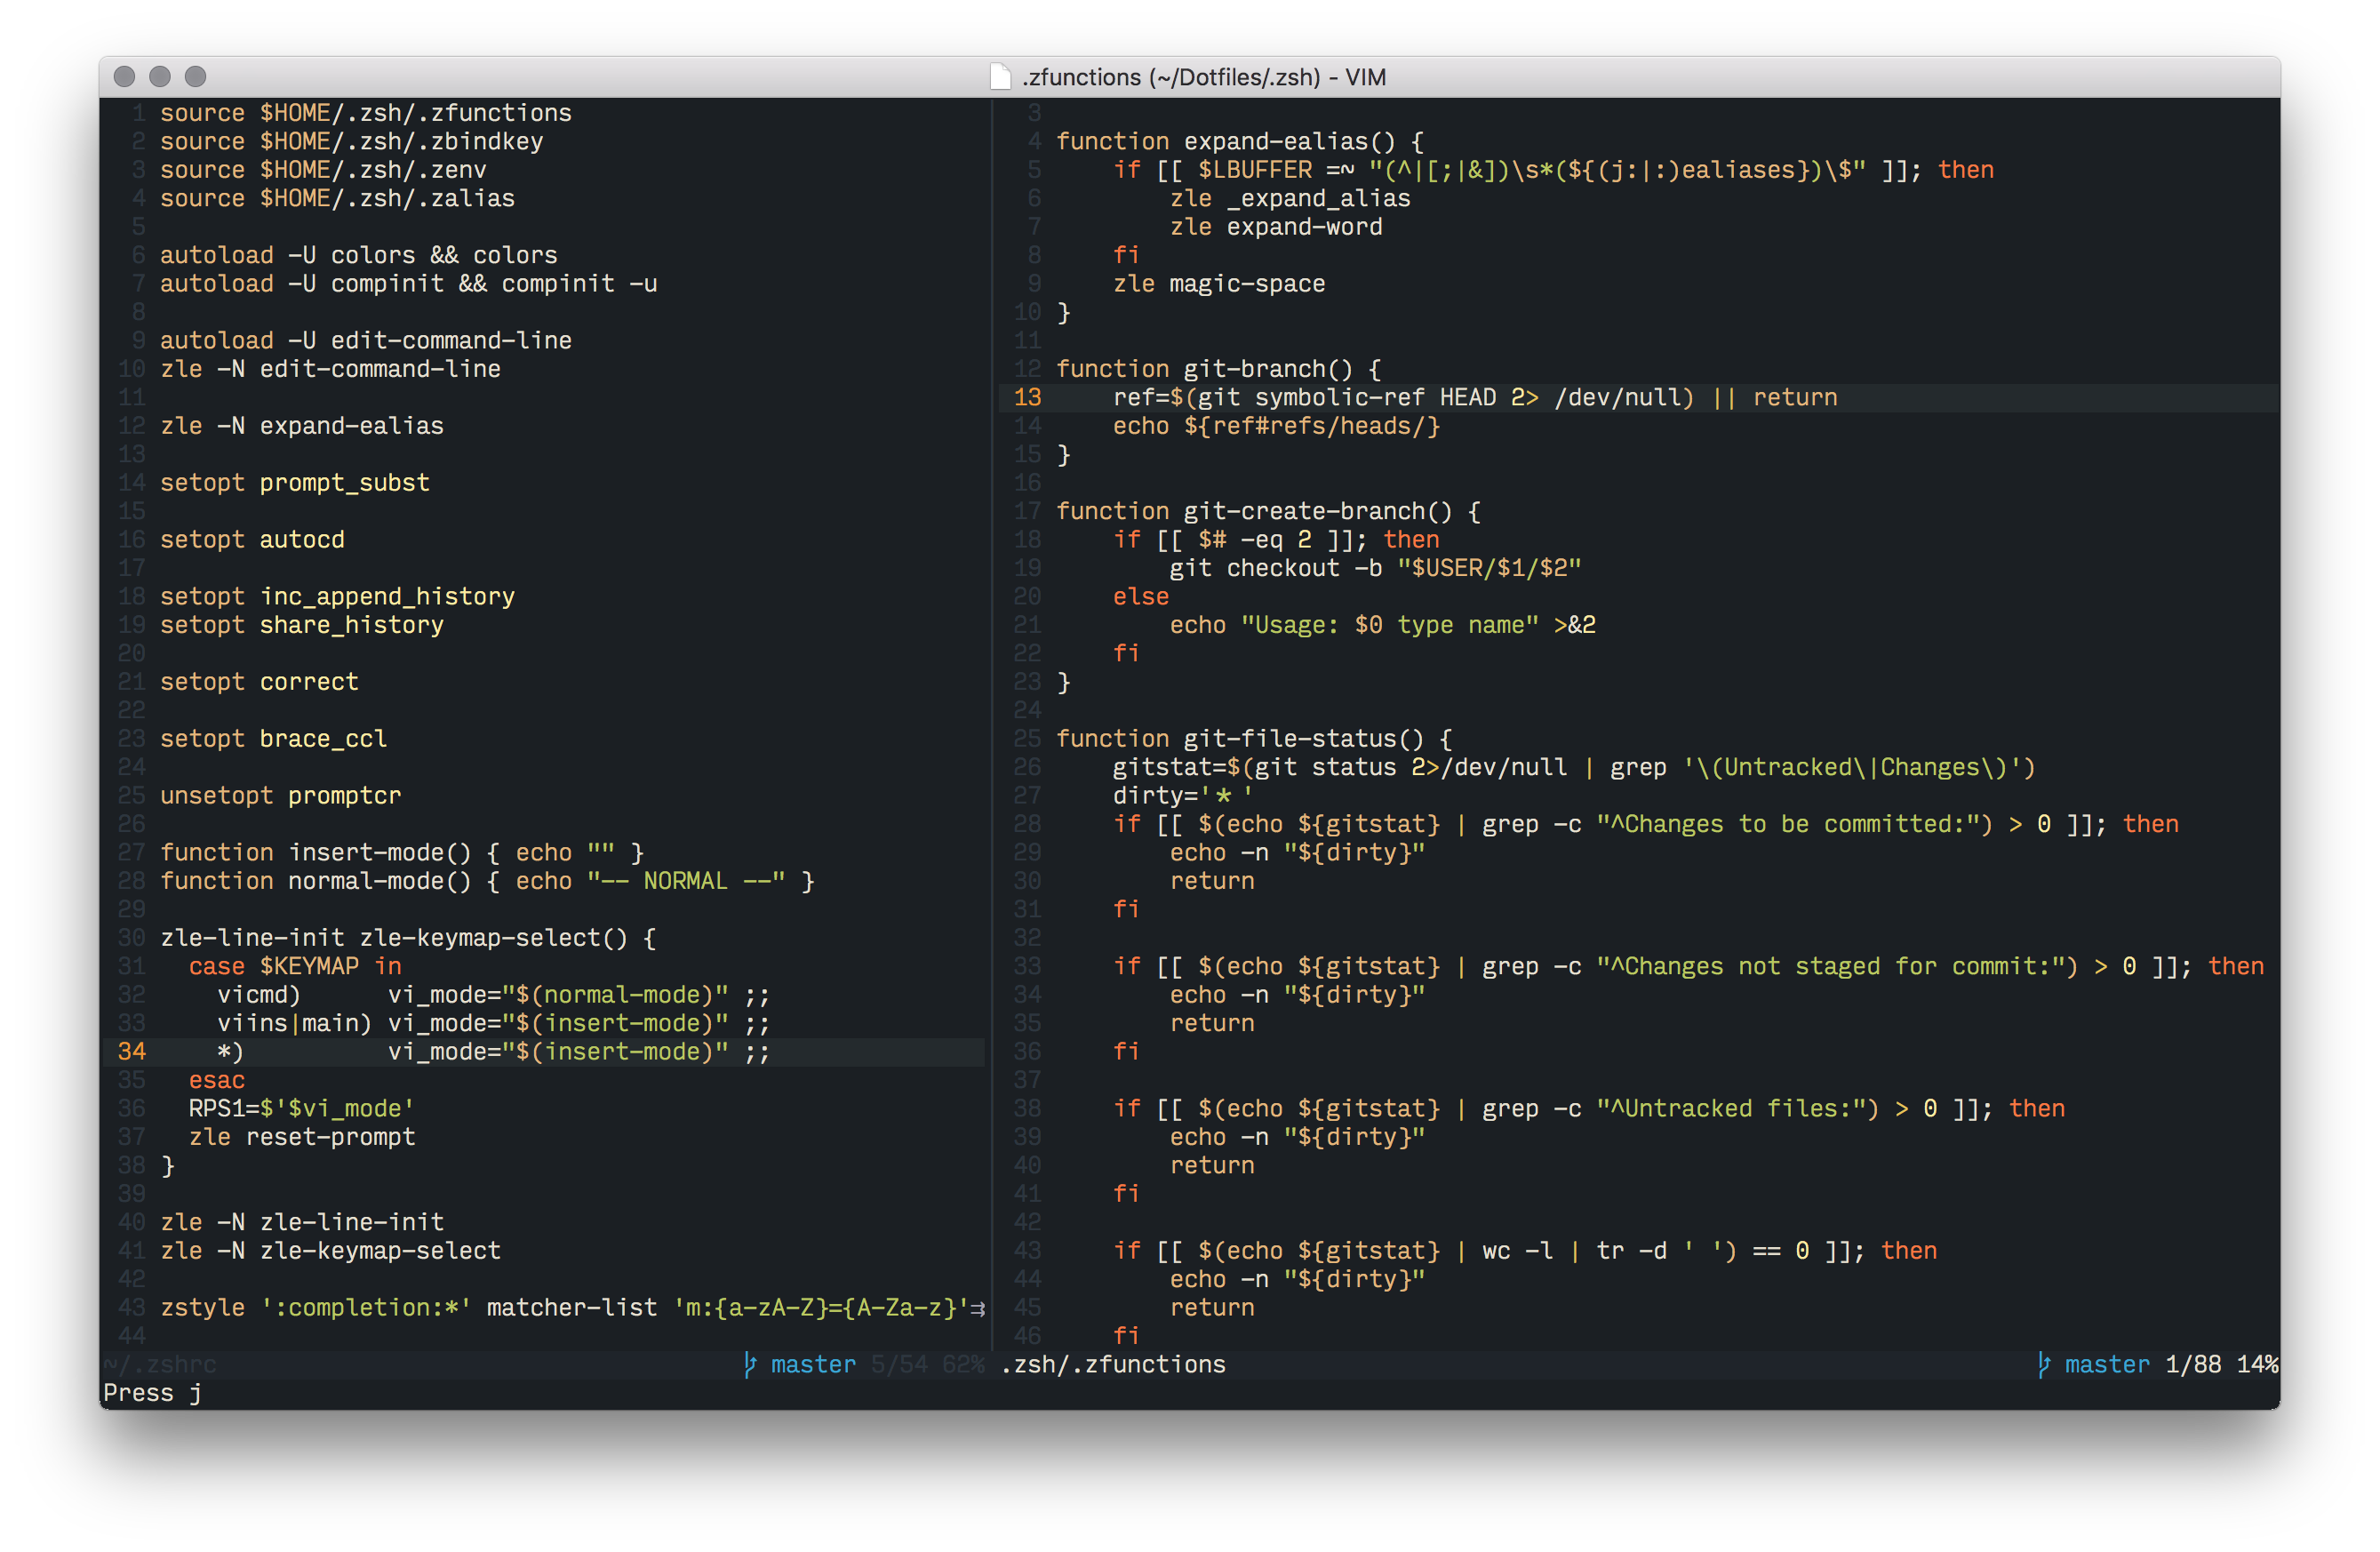 .zfunctions (~/Dotfiles/.zsh) - VIM
1 source $HOME/.zsh/.zfunctions
2 source $HOME/.zsh/.zbindkey
3 source $HOME/.zsh/.zenv
4 source $HOME/.zsh/.zalias
5
6 autoload -U colors && colors
7 autoload -U compinit && compinit -u
8
9 autoload -U edit-command-line
10 zle -N edit-command-line
11
12 zle -N expand-ealias
13
14 setopt prompt_subst
15
16 setopt autocd
17
18 setopt inc_append_history
19 setopt share_history
20
21 setopt correct
22
23 setopt brace_ccl
24
25 unsetopt promptcr
26
27 function insert-mode() { echo "" }
28 function normal-mode() { echo "-- NORMAL --" }
29
30 zle-line-init zle-keymap-select() {
31   case $KEYMAP in
32     vicmd)      vi_mode="$(normal-mode)" ;;
33     viins|main) vi_mode="$(insert-mode)" ;;
34     *)          vi_mode="$(insert-mode)" ;;
35   esac
36   RPS1=$'$vi_mode'
37   zle reset-prompt
38 }
39
40 zle -N zle-line-init
41 zle -N zle-keymap-select
42
43 zstyle ':completion:*' matcher-list 'm:{a-zA-Z}={A-Za-z}'⇉
44
~/.zshrc master 5/54 62%
3
4 function expand-ealias() {
5     if [[ $LBUFFER =~ "(^|[;|&])\s*(${(j:|:)ealiases})\$" ]]; then
6         zle _expand_alias
7         zle expand-word
8     fi
9     zle magic-space
10 }
11
12 function git-branch() {
13     ref=$(git symbolic-ref HEAD 2> /dev/null) || return
14     echo ${ref#refs/heads/}
15 }
16
17 function git-create-branch() {
18     if [[ $# -eq 2 ]]; then
19         git checkout -b "$USER/$1/$2"
20     else
21         echo "Usage: $0 type name" >&2
22     fi
23 }
24
25 function git-file-status() {
26     gitstat=$(git status 2>/dev/null | grep '\(Untracked\|Changes\)')
27     dirty='* '
28     if [[ $(echo ${gitstat} | grep -c "^Changes to be committed:") > 0 ]]; then
29         echo -n "${dirty}"
30         return
31     fi
32
33     if [[ $(echo ${gitstat} | grep -c "^Changes not staged for commit:") > 0 ]]; then
34         echo -n "${dirty}"
35         return
36     fi
37
38     if [[ $(echo ${gitstat} | grep -c "^Untracked files:") > 0 ]]; then
39         echo -n "${dirty}"
40         return
41     fi
42
43     if [[ $(echo ${gitstat} | wc -l | tr -d ' ') == 0 ]]; then
44         echo -n "${dirty}"
45         return
46     fi
.zsh/.zfunctions master 1/88 14%
Press j